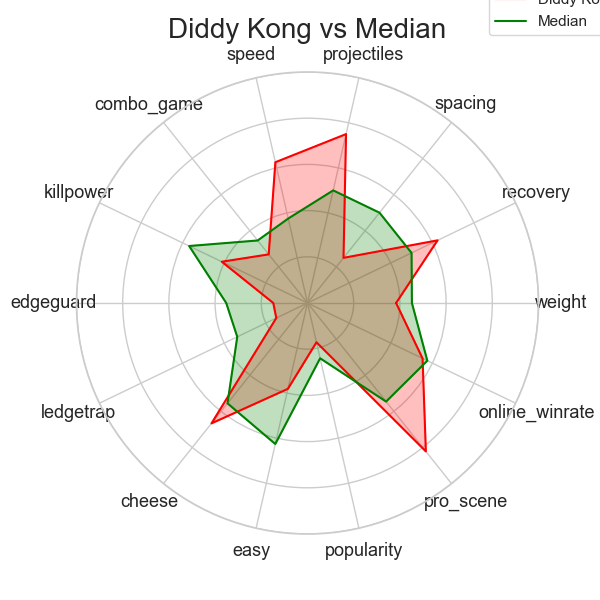 Diddy Kong vs Median
Diddy
Median
speed
projectiles
combo_game
spacing
killpower
recovery
edgeguard
weight
ledgetrap
online_winrate
cheese
pro_scene
easy
popularity